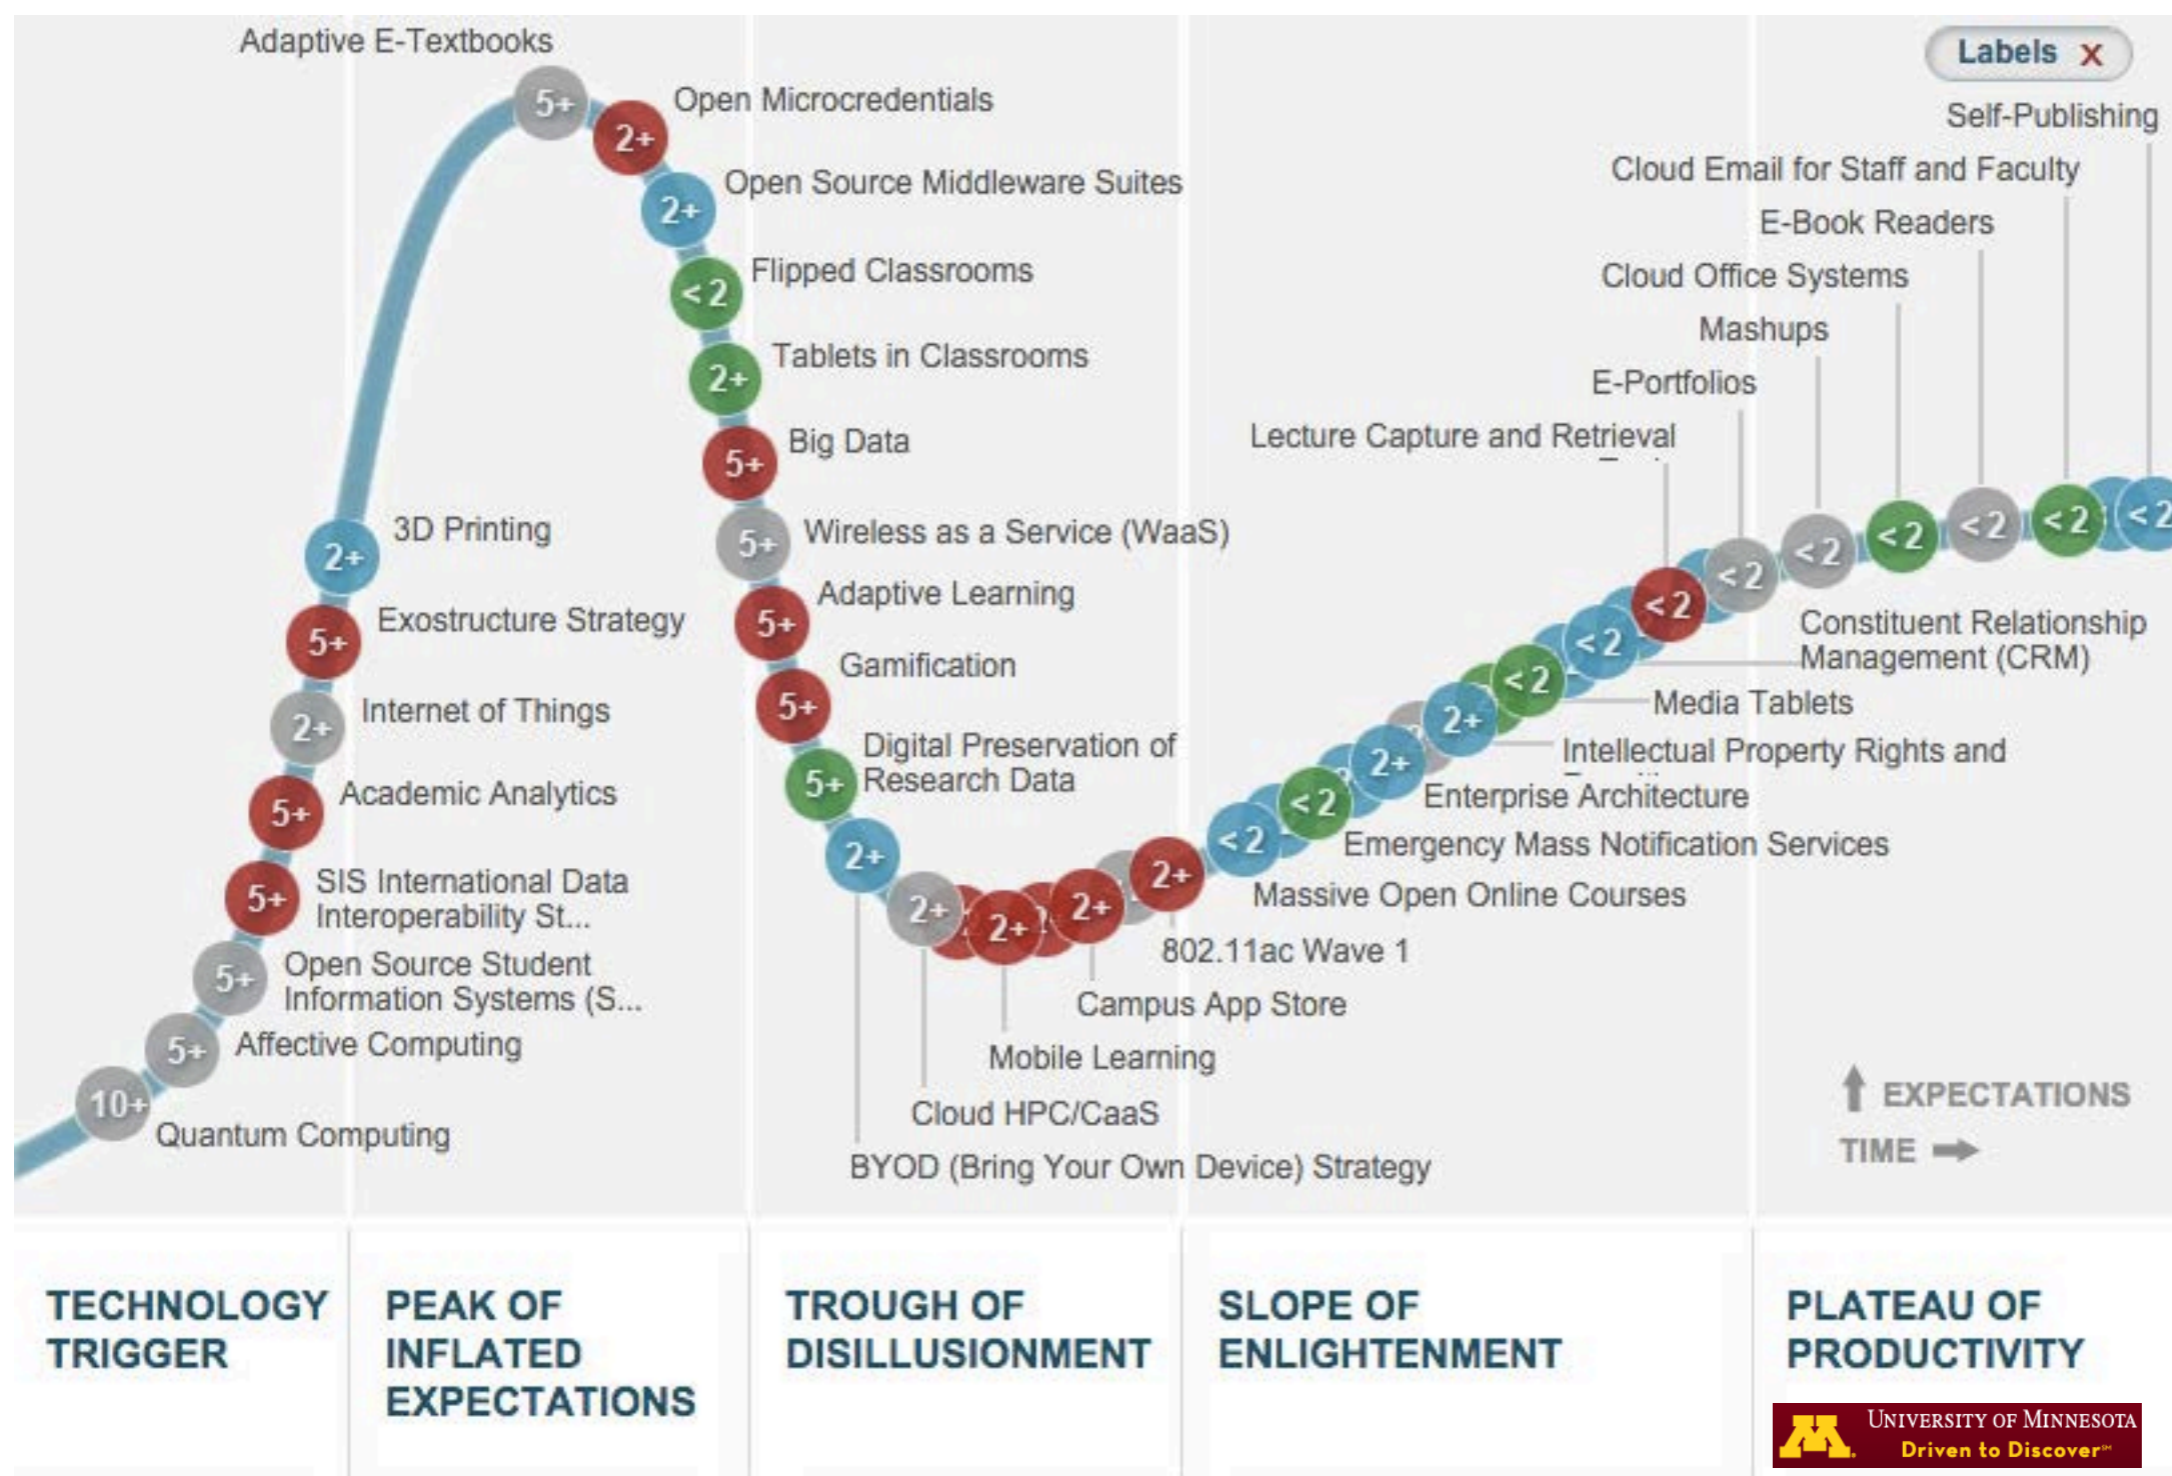 Adaptive E-Textbooks
Labels X
5+
Open Microcredentials
2+
Self-Publishing
Open Source Middleware Suites
2+
Cloud Email for Staff and Faculty
E-Book Readers
Flipped Classrooms
< 2
Cloud Office Systems
Mashups
Tablets in Classrooms
2+
E-Portfolios
Big Data
5+
Lecture Capture and Retrieval
3D Printing
2+
Wireless as a Service (WaaS)
5+
< 2
< 2
< 2
< 2
< 2
< 2
< 2
Exostructure Strategy
5+
Adaptive Learning
5+
< 2
Constituent Relationship
Management (CRM)
Internet of Things
2+
Gamification
5+
< 2
Media Tablets
2+
Intellectual Property Rights and
Academic Analytics
5+
Digital Preservation of
Research Data
5+
2+
Enterprise Architecture
< 2
Emergency Mass Notification Services
SIS International Data
Interoperability St...
5+
2+
< 2
Massive Open Online Courses
2+
2+
2+
2+
802.11ac Wave 1
Open Source Student
Information Systems (S...
5+
Campus App Store
Affective Computing
5+
Mobile Learning
10+
Quantum Computing
Cloud HPC/CaaS
BYOD (Bring Your Own Device) Strategy
EXPECTATIONS
TIME
TECHNOLOGY
TRIGGER
PEAK OF
INFLATED
EXPECTATIONS
TROUGH OF
DISILLUSIONMENT
SLOPE OF
ENLIGHTENMENT
PLATEAU OF
PRODUCTIVITY
M
UNIVERSITY OF MINNESOTA
Driven to Discover℠